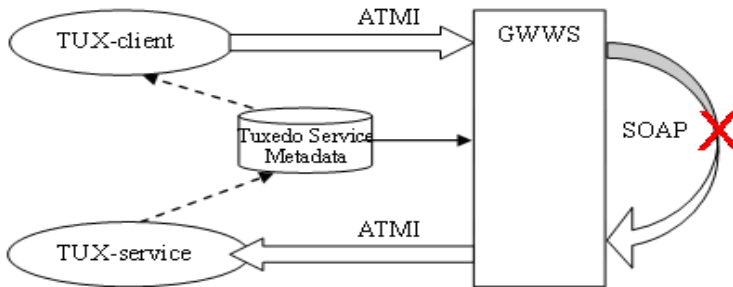 ATMI
TUX-client
GWWS
Tuxedo Service
Metadata
SOAP
ATMI
TUX-service